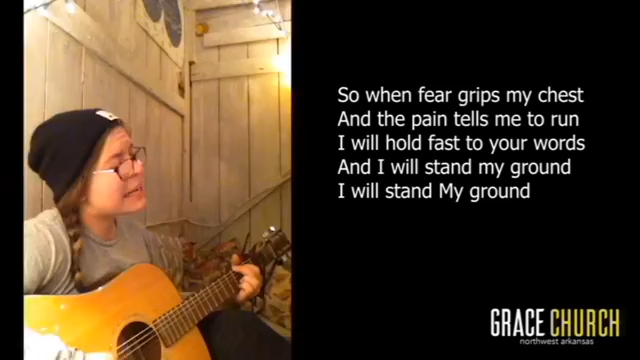 So when fear grips my chest
And the pain tells me to run
I will hold fast to your words
And I will stand my ground
I will stand My ground
GRACE CHURCH
northwest arkansas